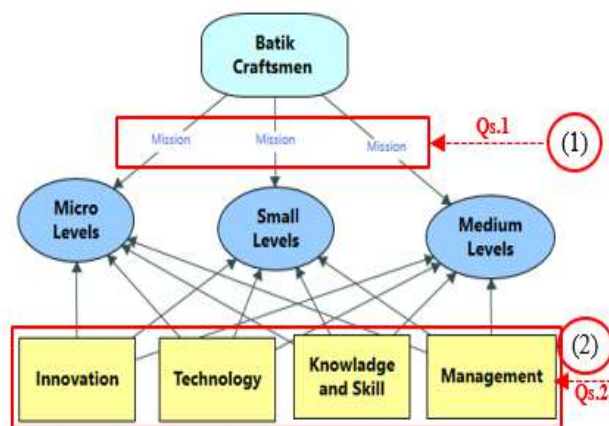 Batik
Craftsmen
Mission
Mission
Mission
Qs.1
(1)
Micro
Levels
Small
Levels
Medium
Levels
(2)
Innovation
Technology
Knowladge
and Skill
Management
Qs.2